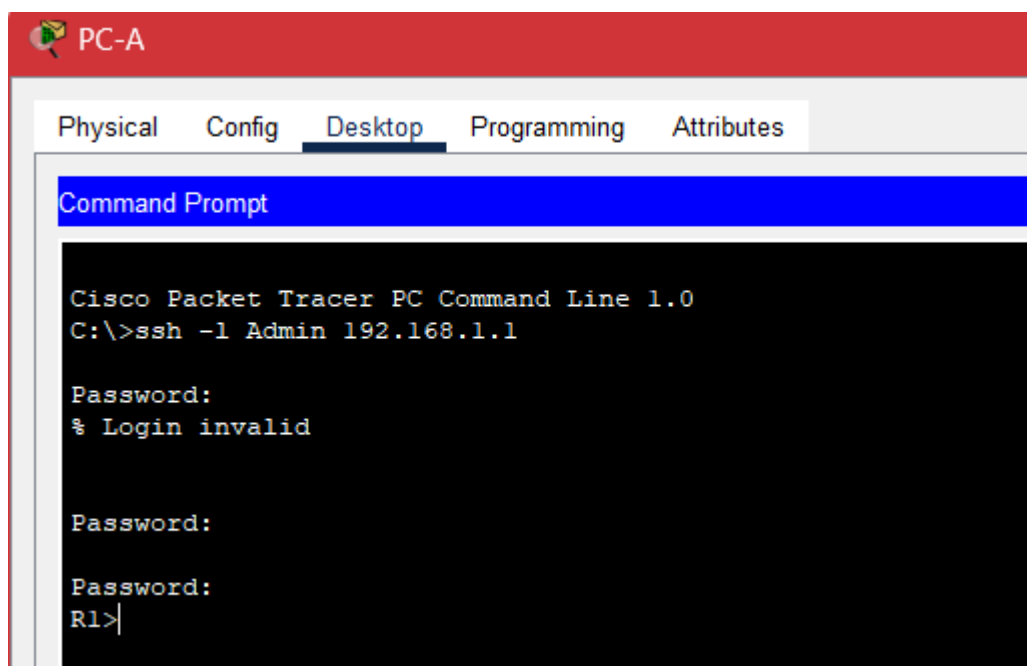 PC-A
Physical Config Desktop Programming Attributes
Command Prompt
Cisco Packet Tracer PC Command Line 1.0
C:\>ssh -l Admin 192.168.1.1
Password:
% Login invalid
Password:
Password:
R1>